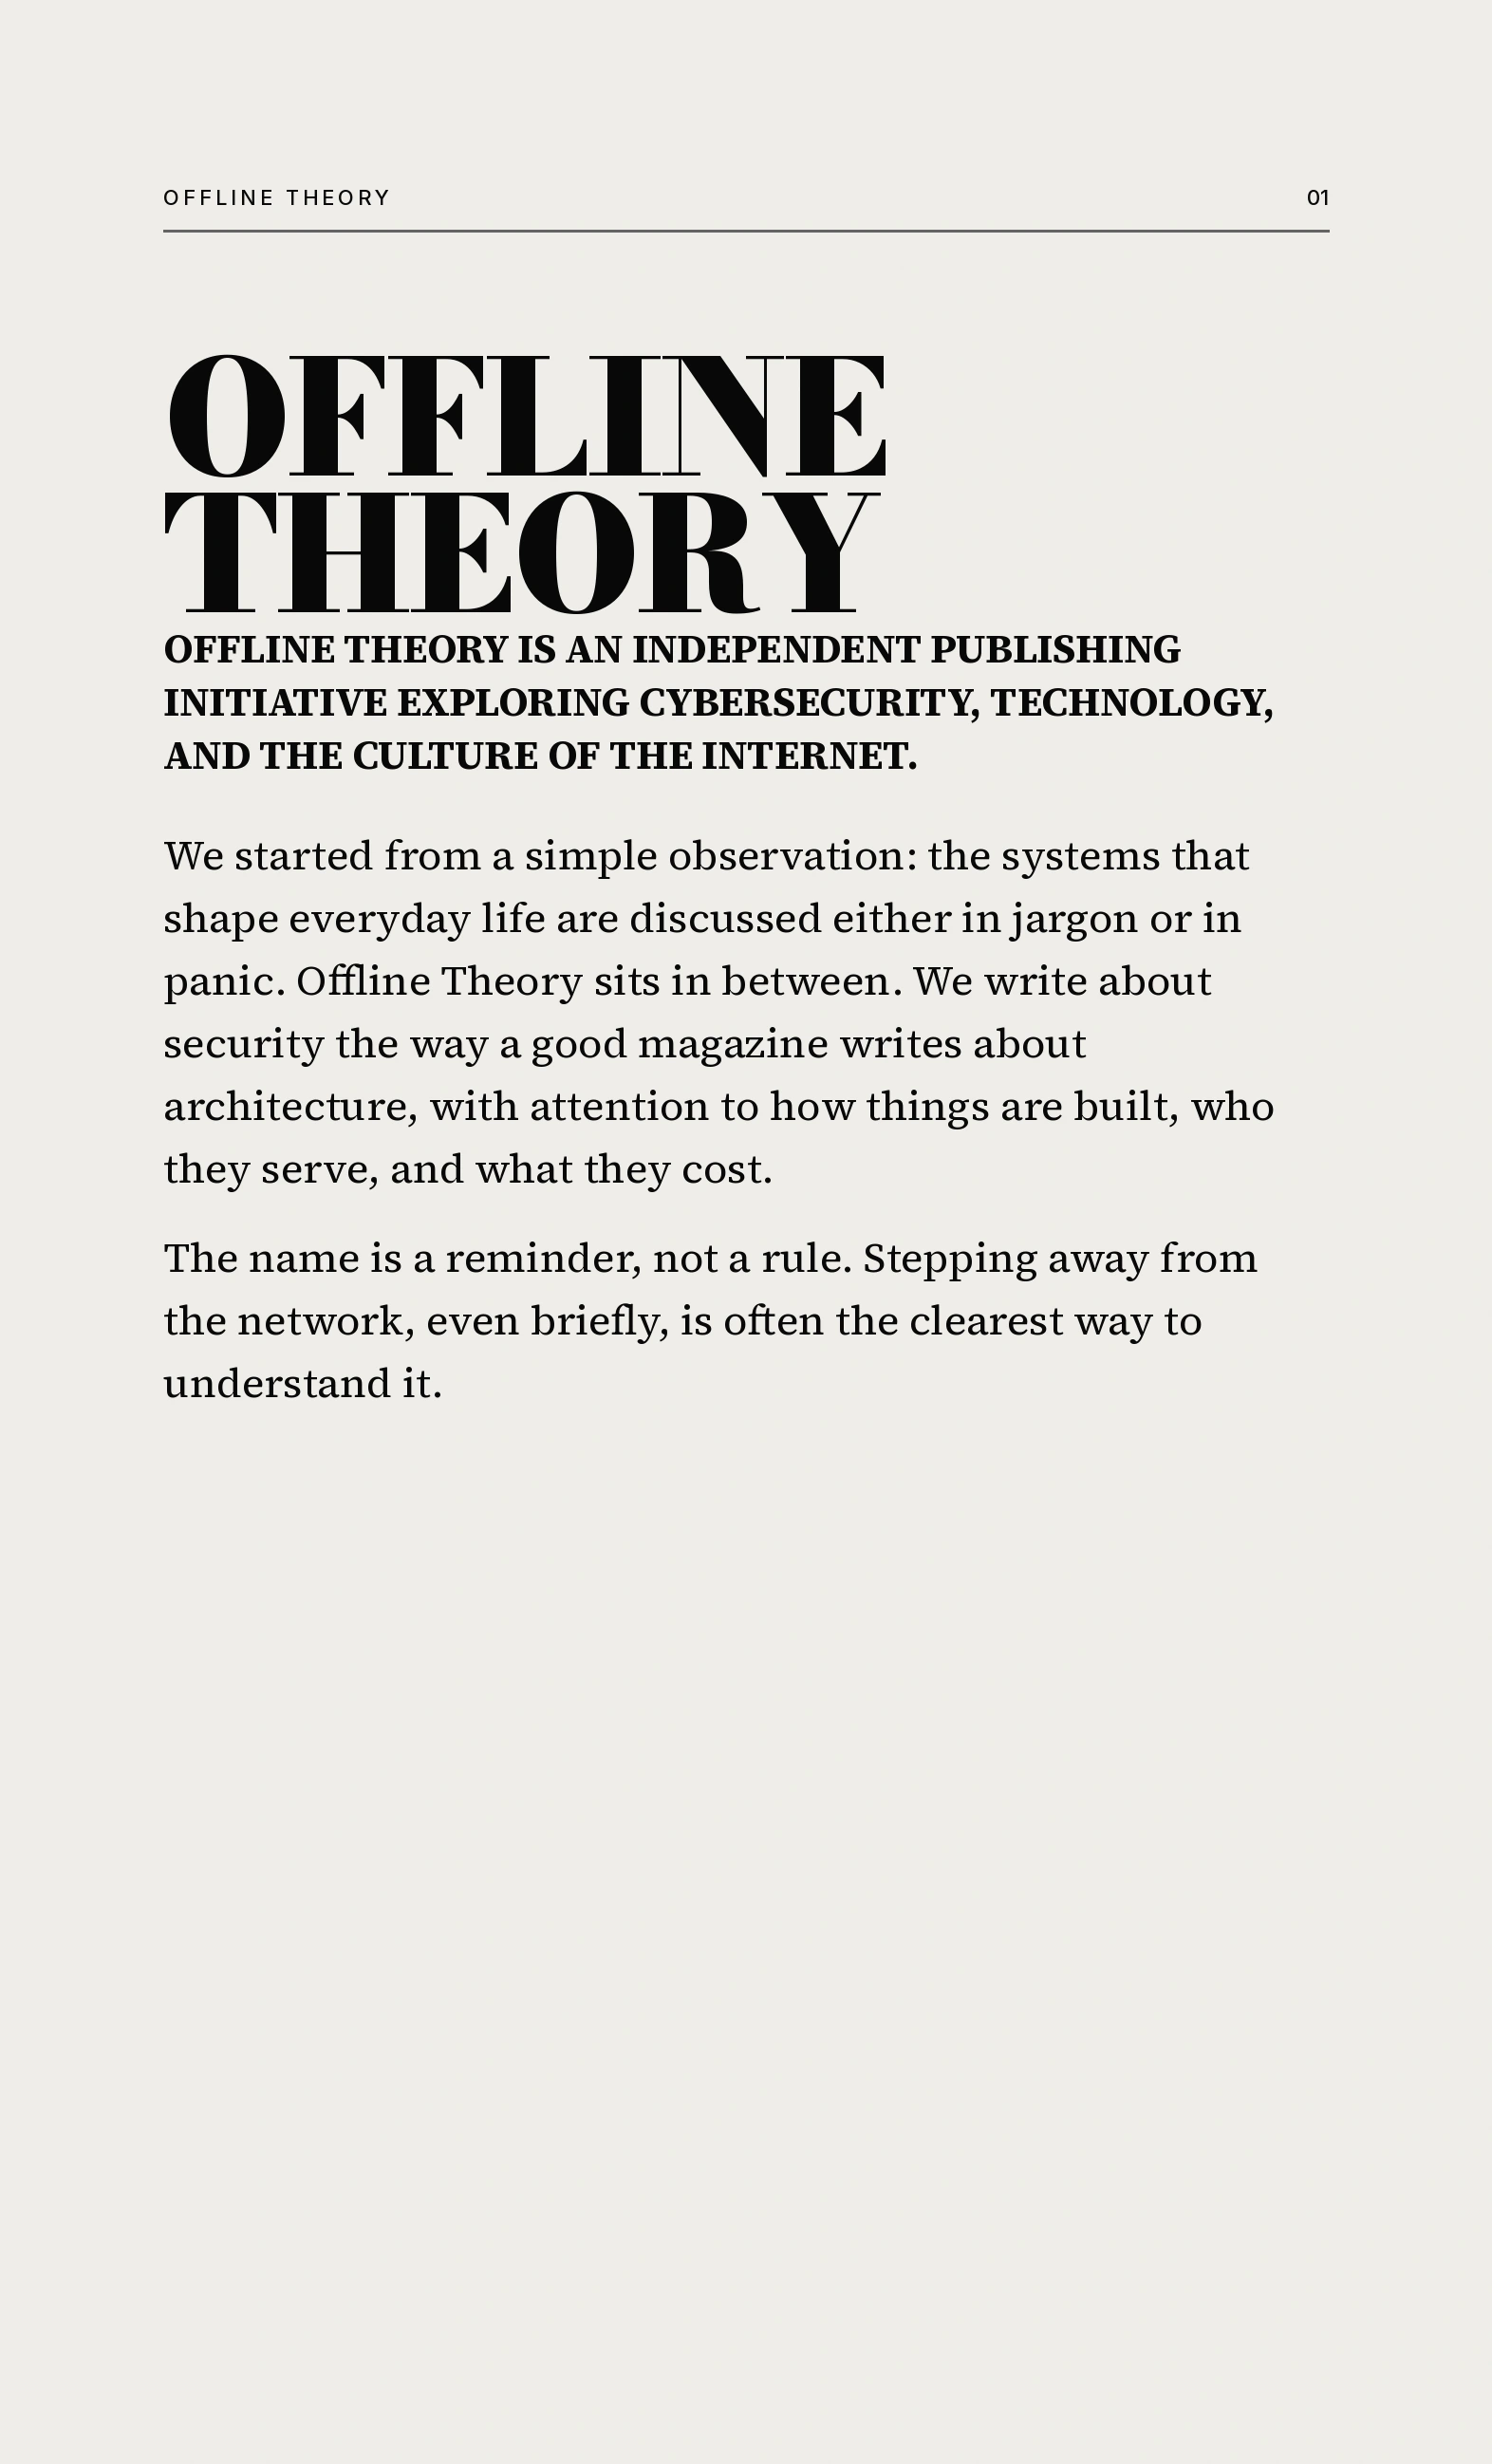 OFFLINE THEORY 01
OFFLINE
THEORY
OFFLINE THEORY IS AN INDEPENDENT PUBLISHING
INITIATIVE EXPLORING CYBERSECURITY, TECHNOLOGY,
AND THE CULTURE OF THE INTERNET.
We started from a simple observation: the systems that
shape everyday life are discussed either in jargon or in
panic. Offline Theory sits in between. We write about
security the way a good magazine writes about
architecture, with attention to how things are built, who
they serve, and what they cost.
The name is a reminder, not a rule. Stepping away from
the network, even briefly, is often the clearest way to
understand it.